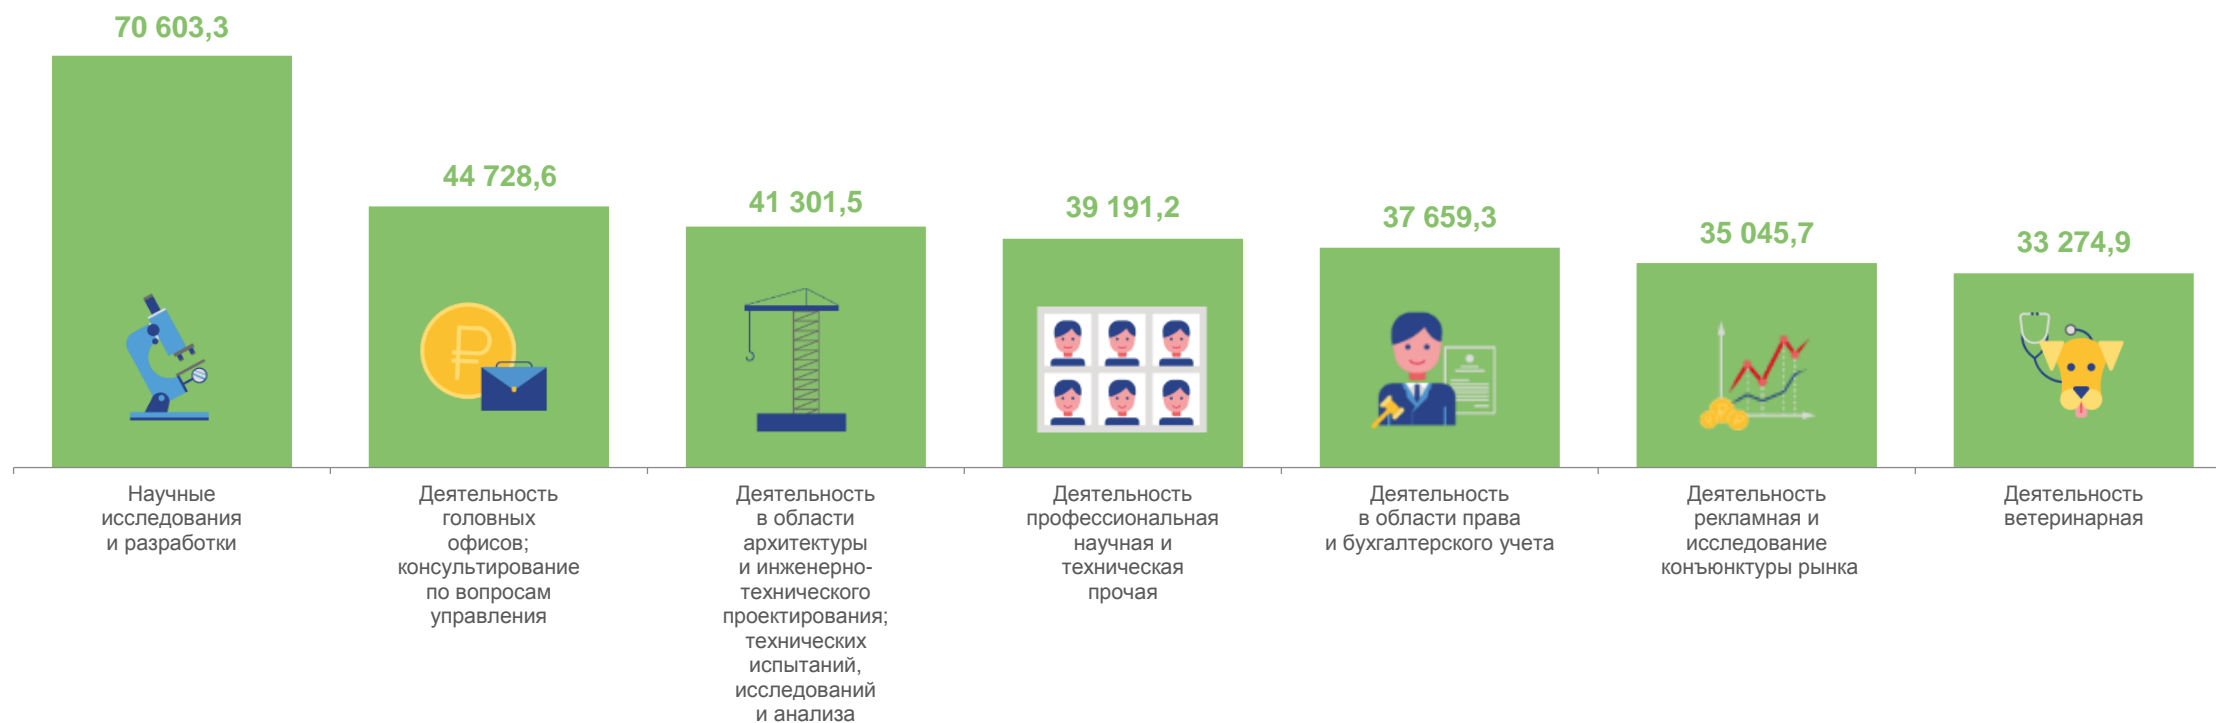 70 603,3
44 728,6
41 301,5
39 191,2
37 659,3
35 045,7
33 274,9
Научные
исследования
и разработки
Деятельность
головных
офисов;
консультирование
по вопросам
управления
Деятельность
в области
архитектуры
и инженерно-
технического
проектирования;
технических
испытаний,
исследований
и анализа
Деятельность
профессиональная
научная и
техническая
прочая
Деятельность
в области права
и бухгалтерского учета
Деятельность
рекламная и
исследование
конъюнктуры рынка
Деятельность
ветеринарная